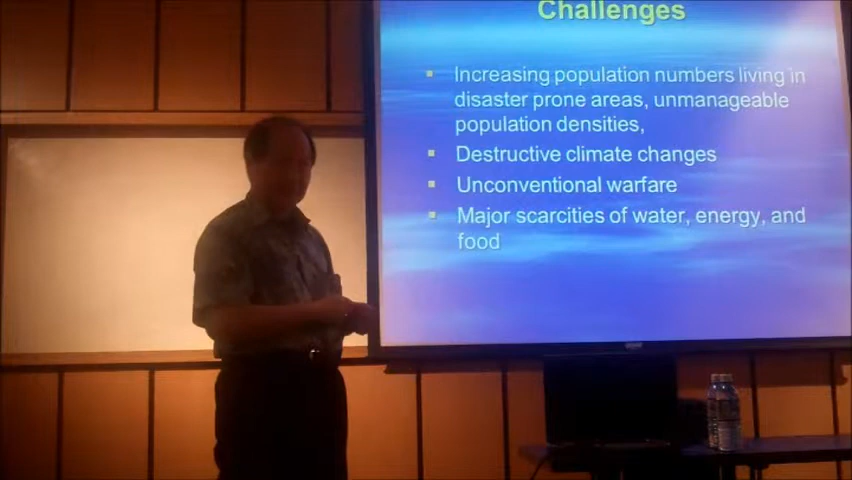 Challenges
▪ Increasing population numbers living in
disaster prone areas, unmanageable
population densities,
▪ Destructive climate changes
▪ Unconventional warfare
▪ Major scarcities of water, energy, and
food